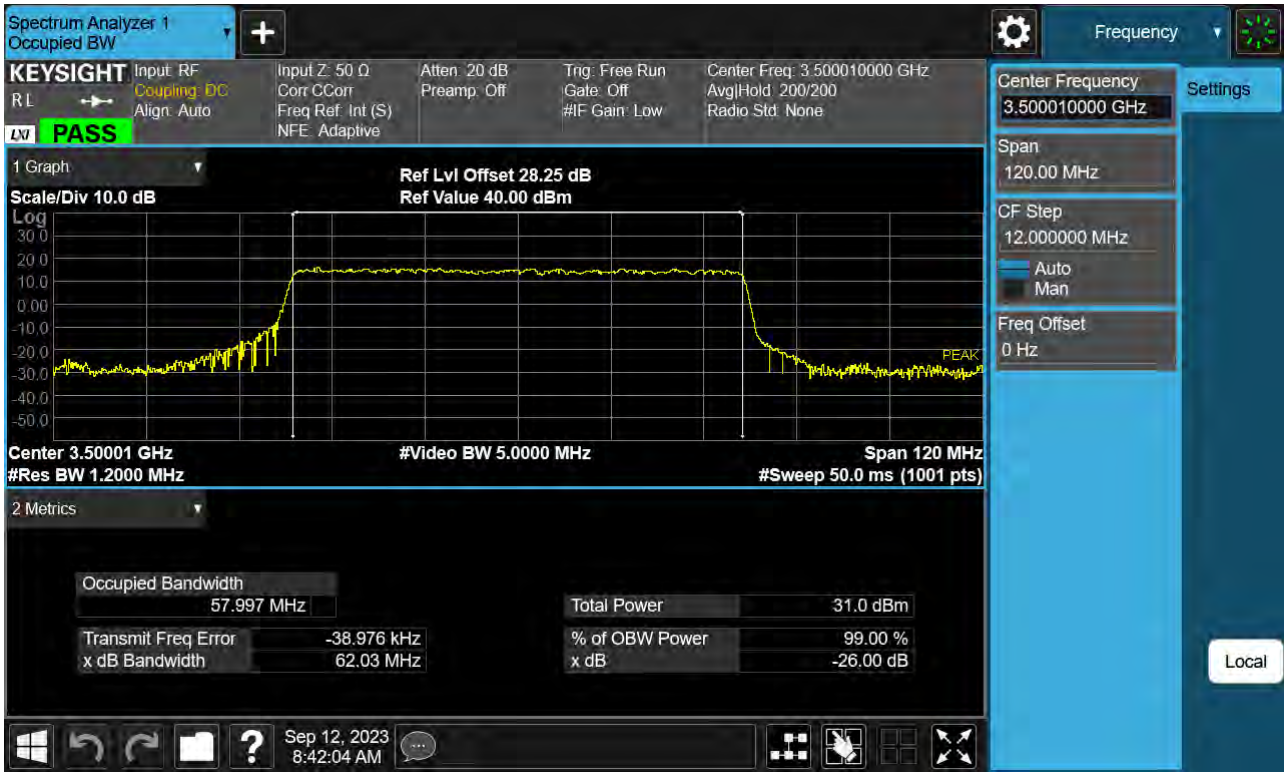 Spectrum Analyzer 1
Occupied BW
Frequency
KEYSIGHT
RL
LXI
PASS
Input: RF
Coupling: DC
Align: Auto
Input Z: 50 Ω
Corr CCorr
Freq Ref: Int (S)
NFE: Adaptive
Atten: 20 dB
Preamp: Off
Trig: Free Run
Gate: Off
#IF Gain: Low
Center Freq: 3.500010000 GHz
Avg|Hold: 200/200
Radio Std: None
Center Frequency
3.500010000 GHz
Settings
Span
120.00 MHz
CF Step
12.000000 MHz
Auto
Man
Freq Offset
0 Hz
1 Graph
Scale/Div 10.0 dB
Ref Lvl Offset 28.25 dB
Ref Value 40.00 dBm
Log
30.0
20.0
10.0
0.00
-10.0
-20.0
-30.0
-40.0
-50.0
PEAK
Center 3.50001 GHz
#Video BW 5.0000 MHz
Span 120 MHz
#Res BW 1.2000 MHz
#Sweep 50.0 ms (1001 pts)
2 Metrics
Occupied Bandwidth
57.997 MHz
Total Power 31.0 dBm
Transmit Freq Error -38.976 kHz
% of OBW Power 99.00 %
x dB Bandwidth 62.03 MHz
x dB -26.00 dB
Local
?
Sep 12, 2023
8:42:04 AM